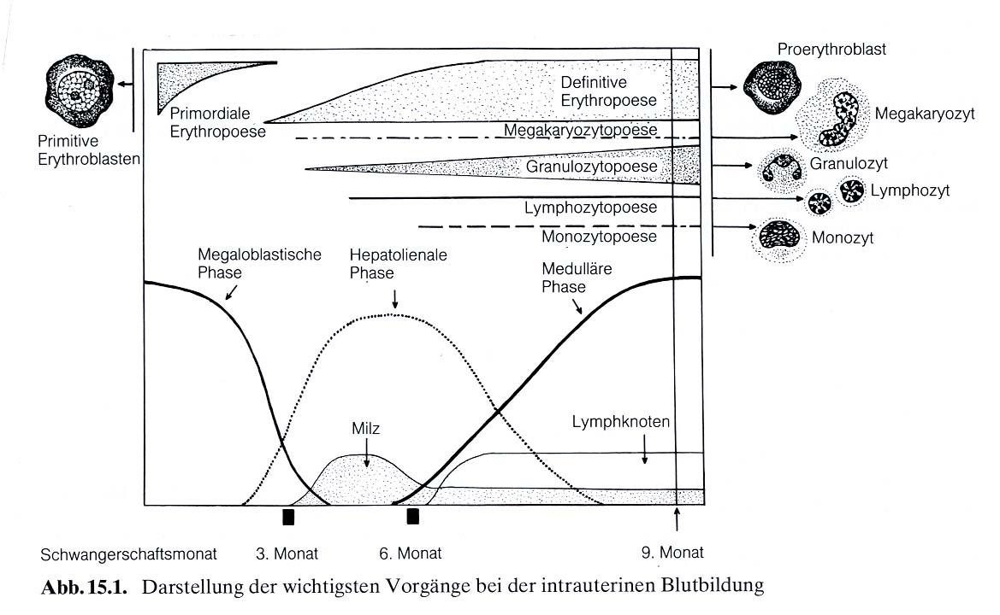 Proerythroblast
Primitive
Erythroblasten
Primordiale
Erythropoese
Definitive
Erythropoese
Megakaryozyt
Megakaryozytopoese
Granulozytopoese
Granulozyt
Lymphozyt
Lymphozytopoese
Monozytopoese
Monozyt
Megaloblastische
Phase
Hepatolienale
Phase
Medulläre
Phase
Milz
Lymphknoten
Schwangerschaftsmonat
3. Monat
6. Monat
9. Monat
Abb. 15.1. Darstellung der wichtigsten Vorgänge bei der intrauterinen Blutbildung